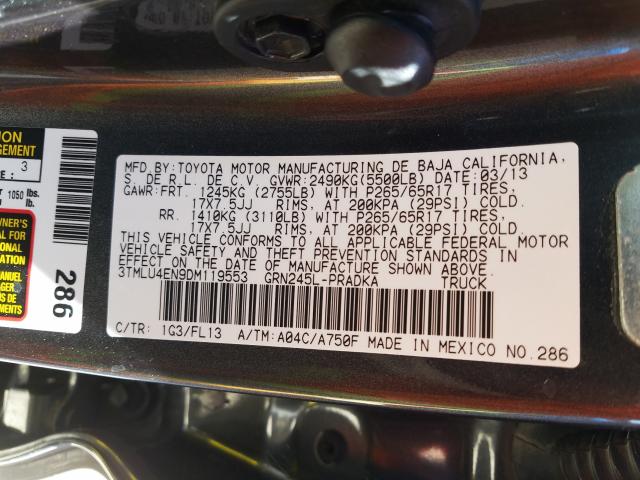 MFD.BY:TOYOTA MOTOR MANUFACTURING DE BAJA CALIFORNIA,
S. DE R.L. DE C.V. GVWR:2490KG(5500LB) DATE:03/13
GAWR:FRT. 1245KG (2755LB) WITH P265/65R17 TIRES,
17X7.5JJ RIMS, AT 200KPA (29PSI) COLD.
RR. 1410KG (3110LB) WITH P265/65R17 TIRES,
17X7.5JJ RIMS, AT 200KPA (29PSI) COLD.
THIS VEHICLE CONFORMS TO ALL APPLICABLE FEDERAL MOTOR
VEHICLE SAFETY AND THEFT PREVENTION STANDARDS IN
EFFECT ON THE DATE OF MANUFACTURE SHOWN ABOVE.
3TMLU4EN9DM119553 GRN245L-PRADKA TRUCK
C/TR: 1G3/FL13 A/TM:A04C/A750F MADE IN MEXICO NO.286
3
1050 lbs.
286